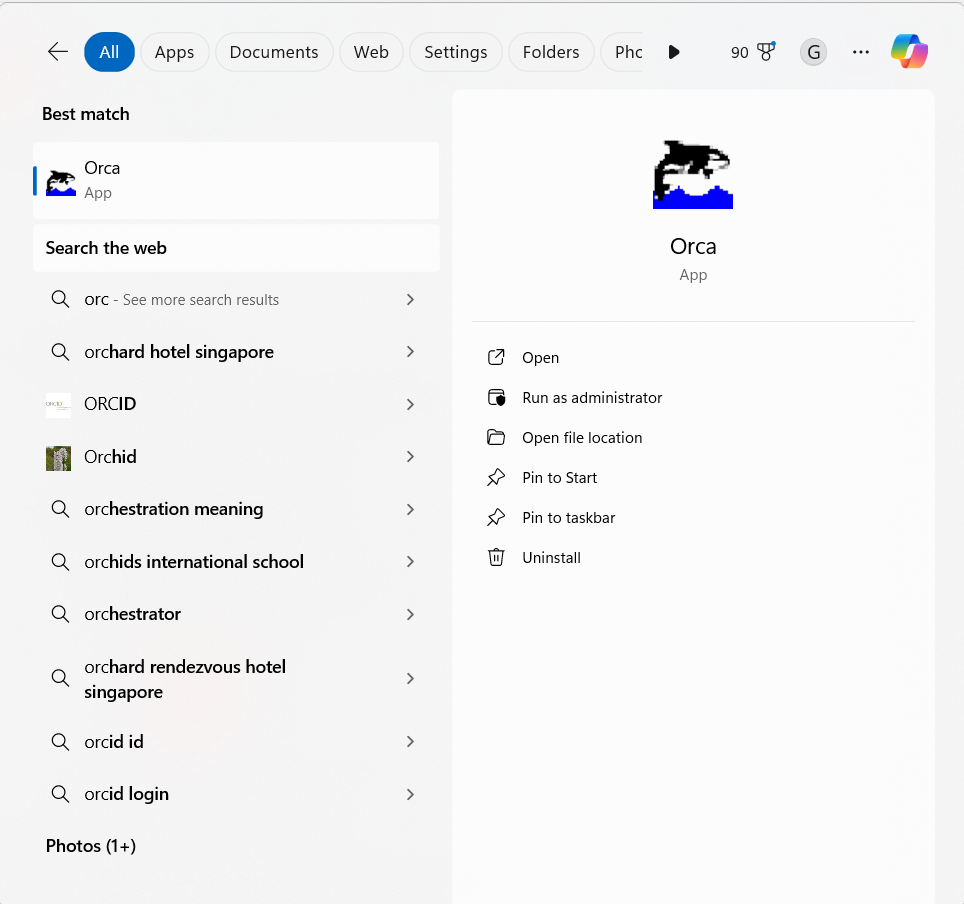 All
Apps
Documents
Web
Settings
Folders
Pho
90
G
Best match
Orca
App
Search the web
orc - See more search results
orchard hotel singapore
ORCID
Orchid
orchestration meaning
orchids international school
orchestrator
orchard rendezvous hotel
singapore
orcid id
orcid login
Photos (1+)
Orca
App
Open
Run as administrator
Open file location
Pin to Start
Pin to taskbar
Uninstall